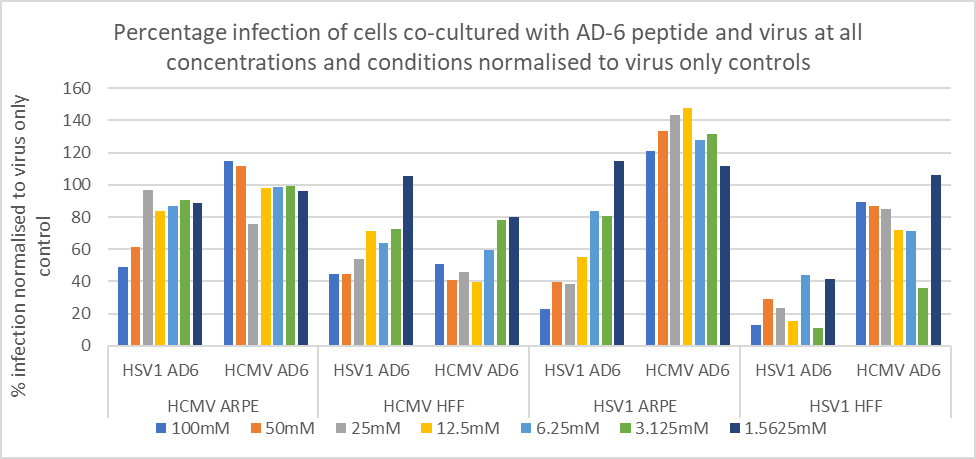 Percentage infection of cells co-cultured with AD-6 peptide and virus at all
concentrations and conditions normalised to virus only controls
% infection normalised to virus only
control
160
140
120
100
80
60
40
20
0
HSV1 AD6 HCMV AD6 HSV1 AD6 HCMV AD6 HSV1 AD6 HCMV AD6 HSV1 AD6 HCMV AD6
HCMV ARPE HCMV HFF HSV1 ARPE HSV1 HFF
100mM 50mM 25mM 12.5mM 6.25mM 3.125mM 1.5625mM